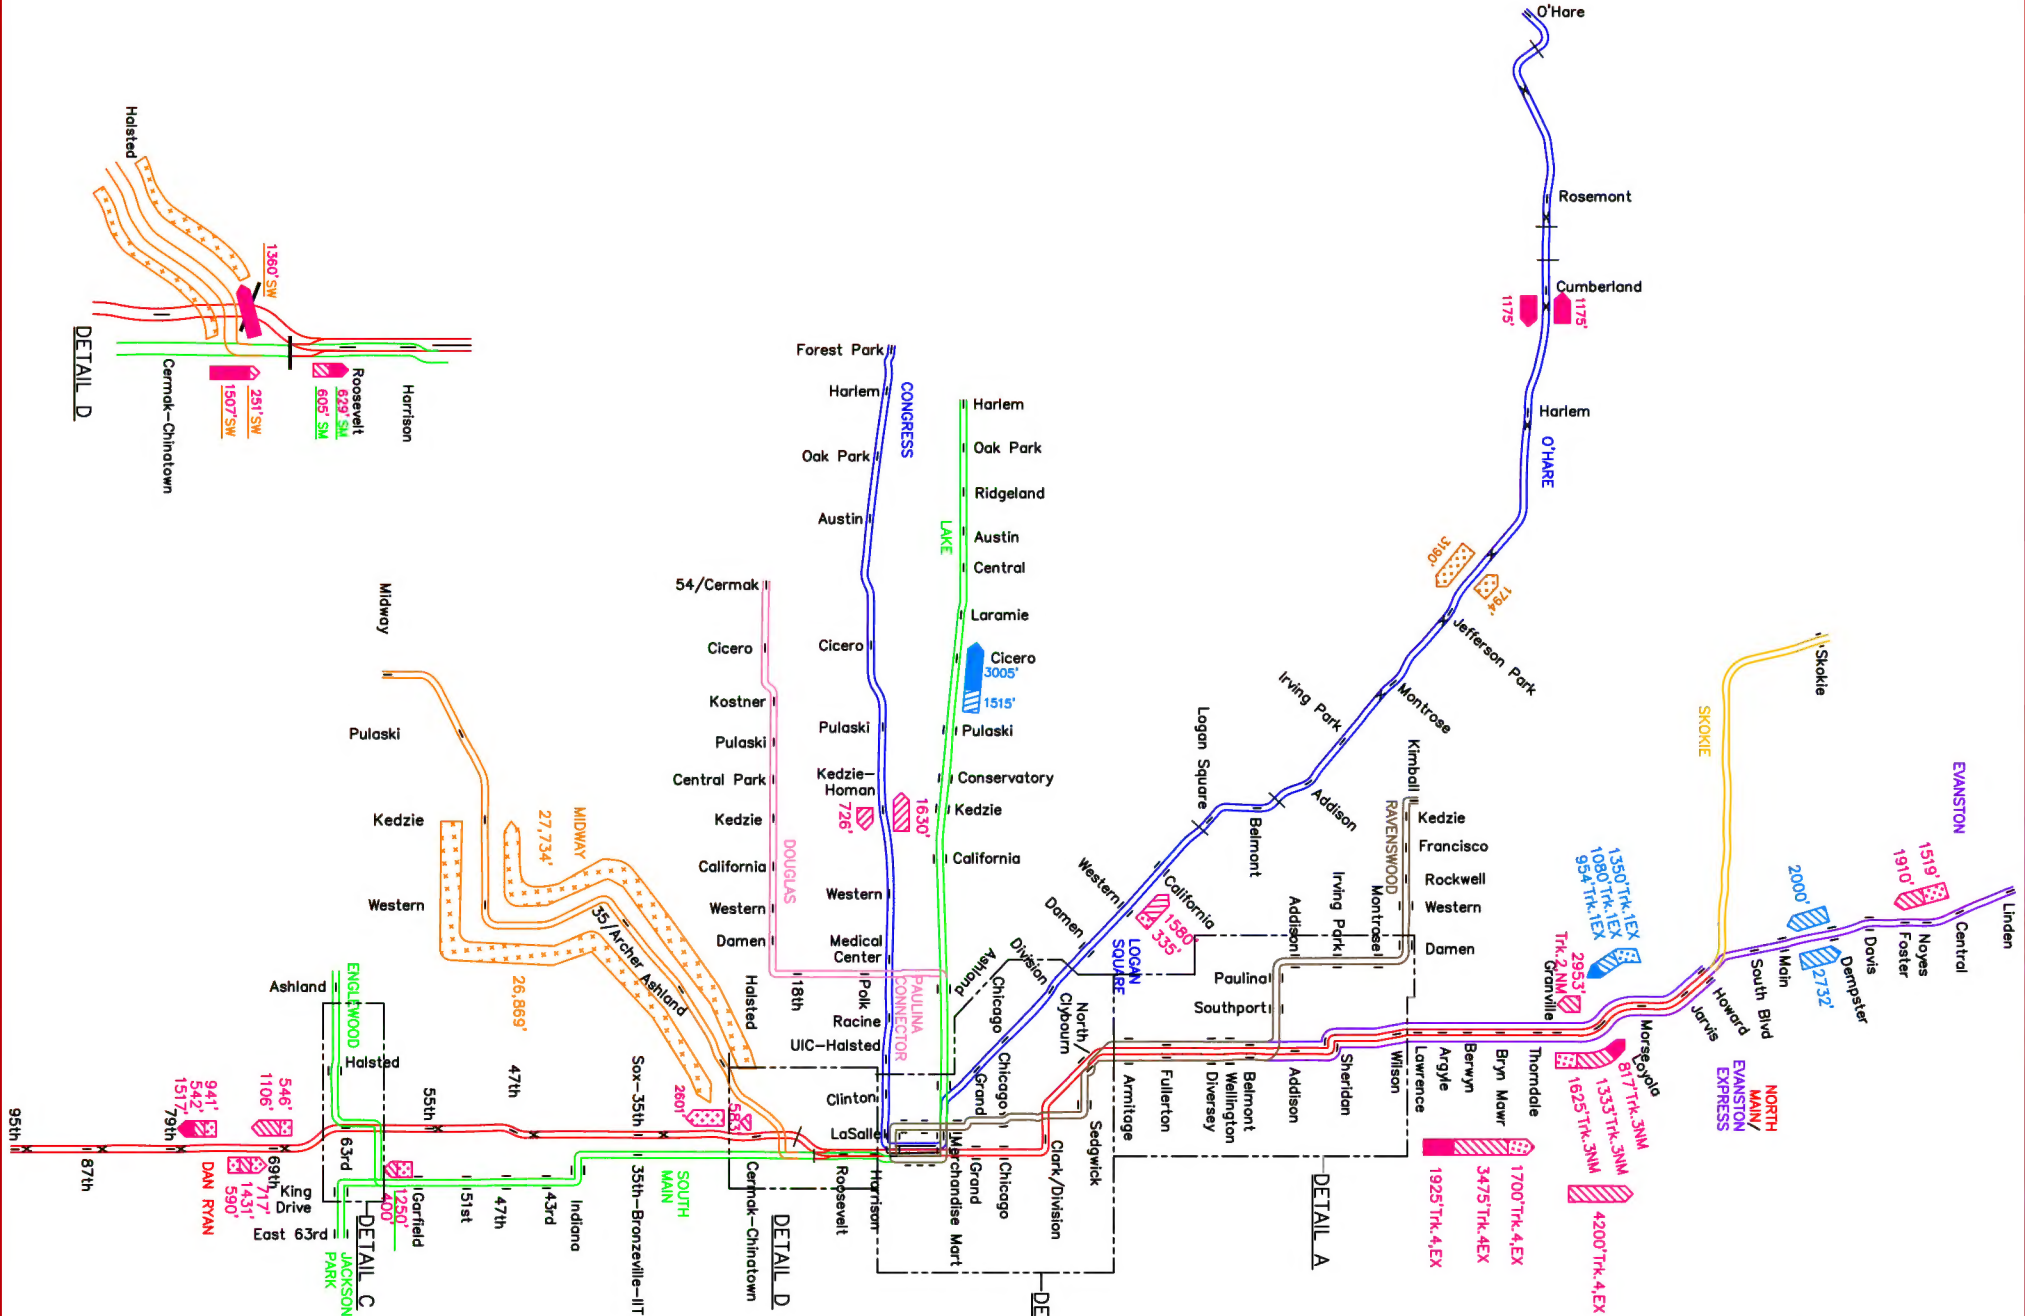 O'Hare
Rosemont
Cumberland
1175'
1175'
Harlem
O'HARE
3190'
1794'
Jefferson Park
Montrose
Irving Park
Addison
Belmont
Logan Square
California
1580'
335'
LOGAN
SQUARE
Western
Damen
Division
Chicago
Grand
Skokie
SKOKIE
EVANSTON
Linden
Central
Noyes
Foster
Davis
Dempster
Main
South Blvd
Howard
Jarvis
1519'
1910'
2000'
2732'
1350'Trk.1EX
1080'Trk.1EX
954'Trk.1EX
2953'
Trk.2,NM
NORTH
MAIN/
EVANSTON
EXPRESS
Morse
Loyola
Granville
Thorndale
Bryn Mawr
Berwyn
Argyle
Lawrence
Wilson
Sheridan
Addison
Belmont
Wellington
Diversey
Fullerton
Armitage
North/
Clybourn
Sedgwick
Clark/Division
Chicago
Grand
Chicago
Merchandise Mart
817'Trk.3NM
1333'Trk.3NM
1625'Trk.3NM
4200'Trk.4,EX
1700'Trk.4,EX
3475'Trk.4EX
1925'Trk.4,EX
DETAIL A
DE
Kimball
RAVENSWOOD
Kedzie
Francisco
Rockwell
Western
Damen
Montrose
Irving Park
Addison
Paulina
Southport
Forest Park
CONGRESS
Harlem
Oak Park
Austin
Cicero
Pulaski
Kedzie-
Homan
726'
1630'
Western
Medical
Center
Racine
UIC-Halsted
Clinton
LaSalle
Harlem
Oak Park
Ridgeland
LAKE
Austin
Central
Laramie
Cicero
3005'
1515'
Pulaski
Conservatory
Kedzie
California
Ashland
54/Cermak
Cicero
Kostner
Pulaski
Central Park
Kedzie
DOUGLAS
California
Western
Damen
18th
Polk
PAULINA
CONNECTOR
Midway
Pulaski
Kedzie
Western
MIDWAY
27,734'
26,869'
35/Archer
Ashland
Halsted
ENGLEWOOD
Ashland
Halsted
63rd
King
Drive
East 63rd
JACKSON
PARK
DETAIL C
55th
47th
Sox-35th
2601'
583'
Cermak-Chinatown
DETAIL D
Roosevelt
Harrison
SOUTH
MAIN
35th-Bronzeville-IIT
Indiana
43rd
47th
51st
Garfield
1250'
400'
95th
87th
79th
69th
941'
542'
1517'
546'
1106'
717'
1431'
590'
DAN RYAN
Halsted
1360'SW
DETAIL D
Cermak-Chinatown
1507'SW
251'SW
605' SM
629' SM
Roosevelt
Harrison